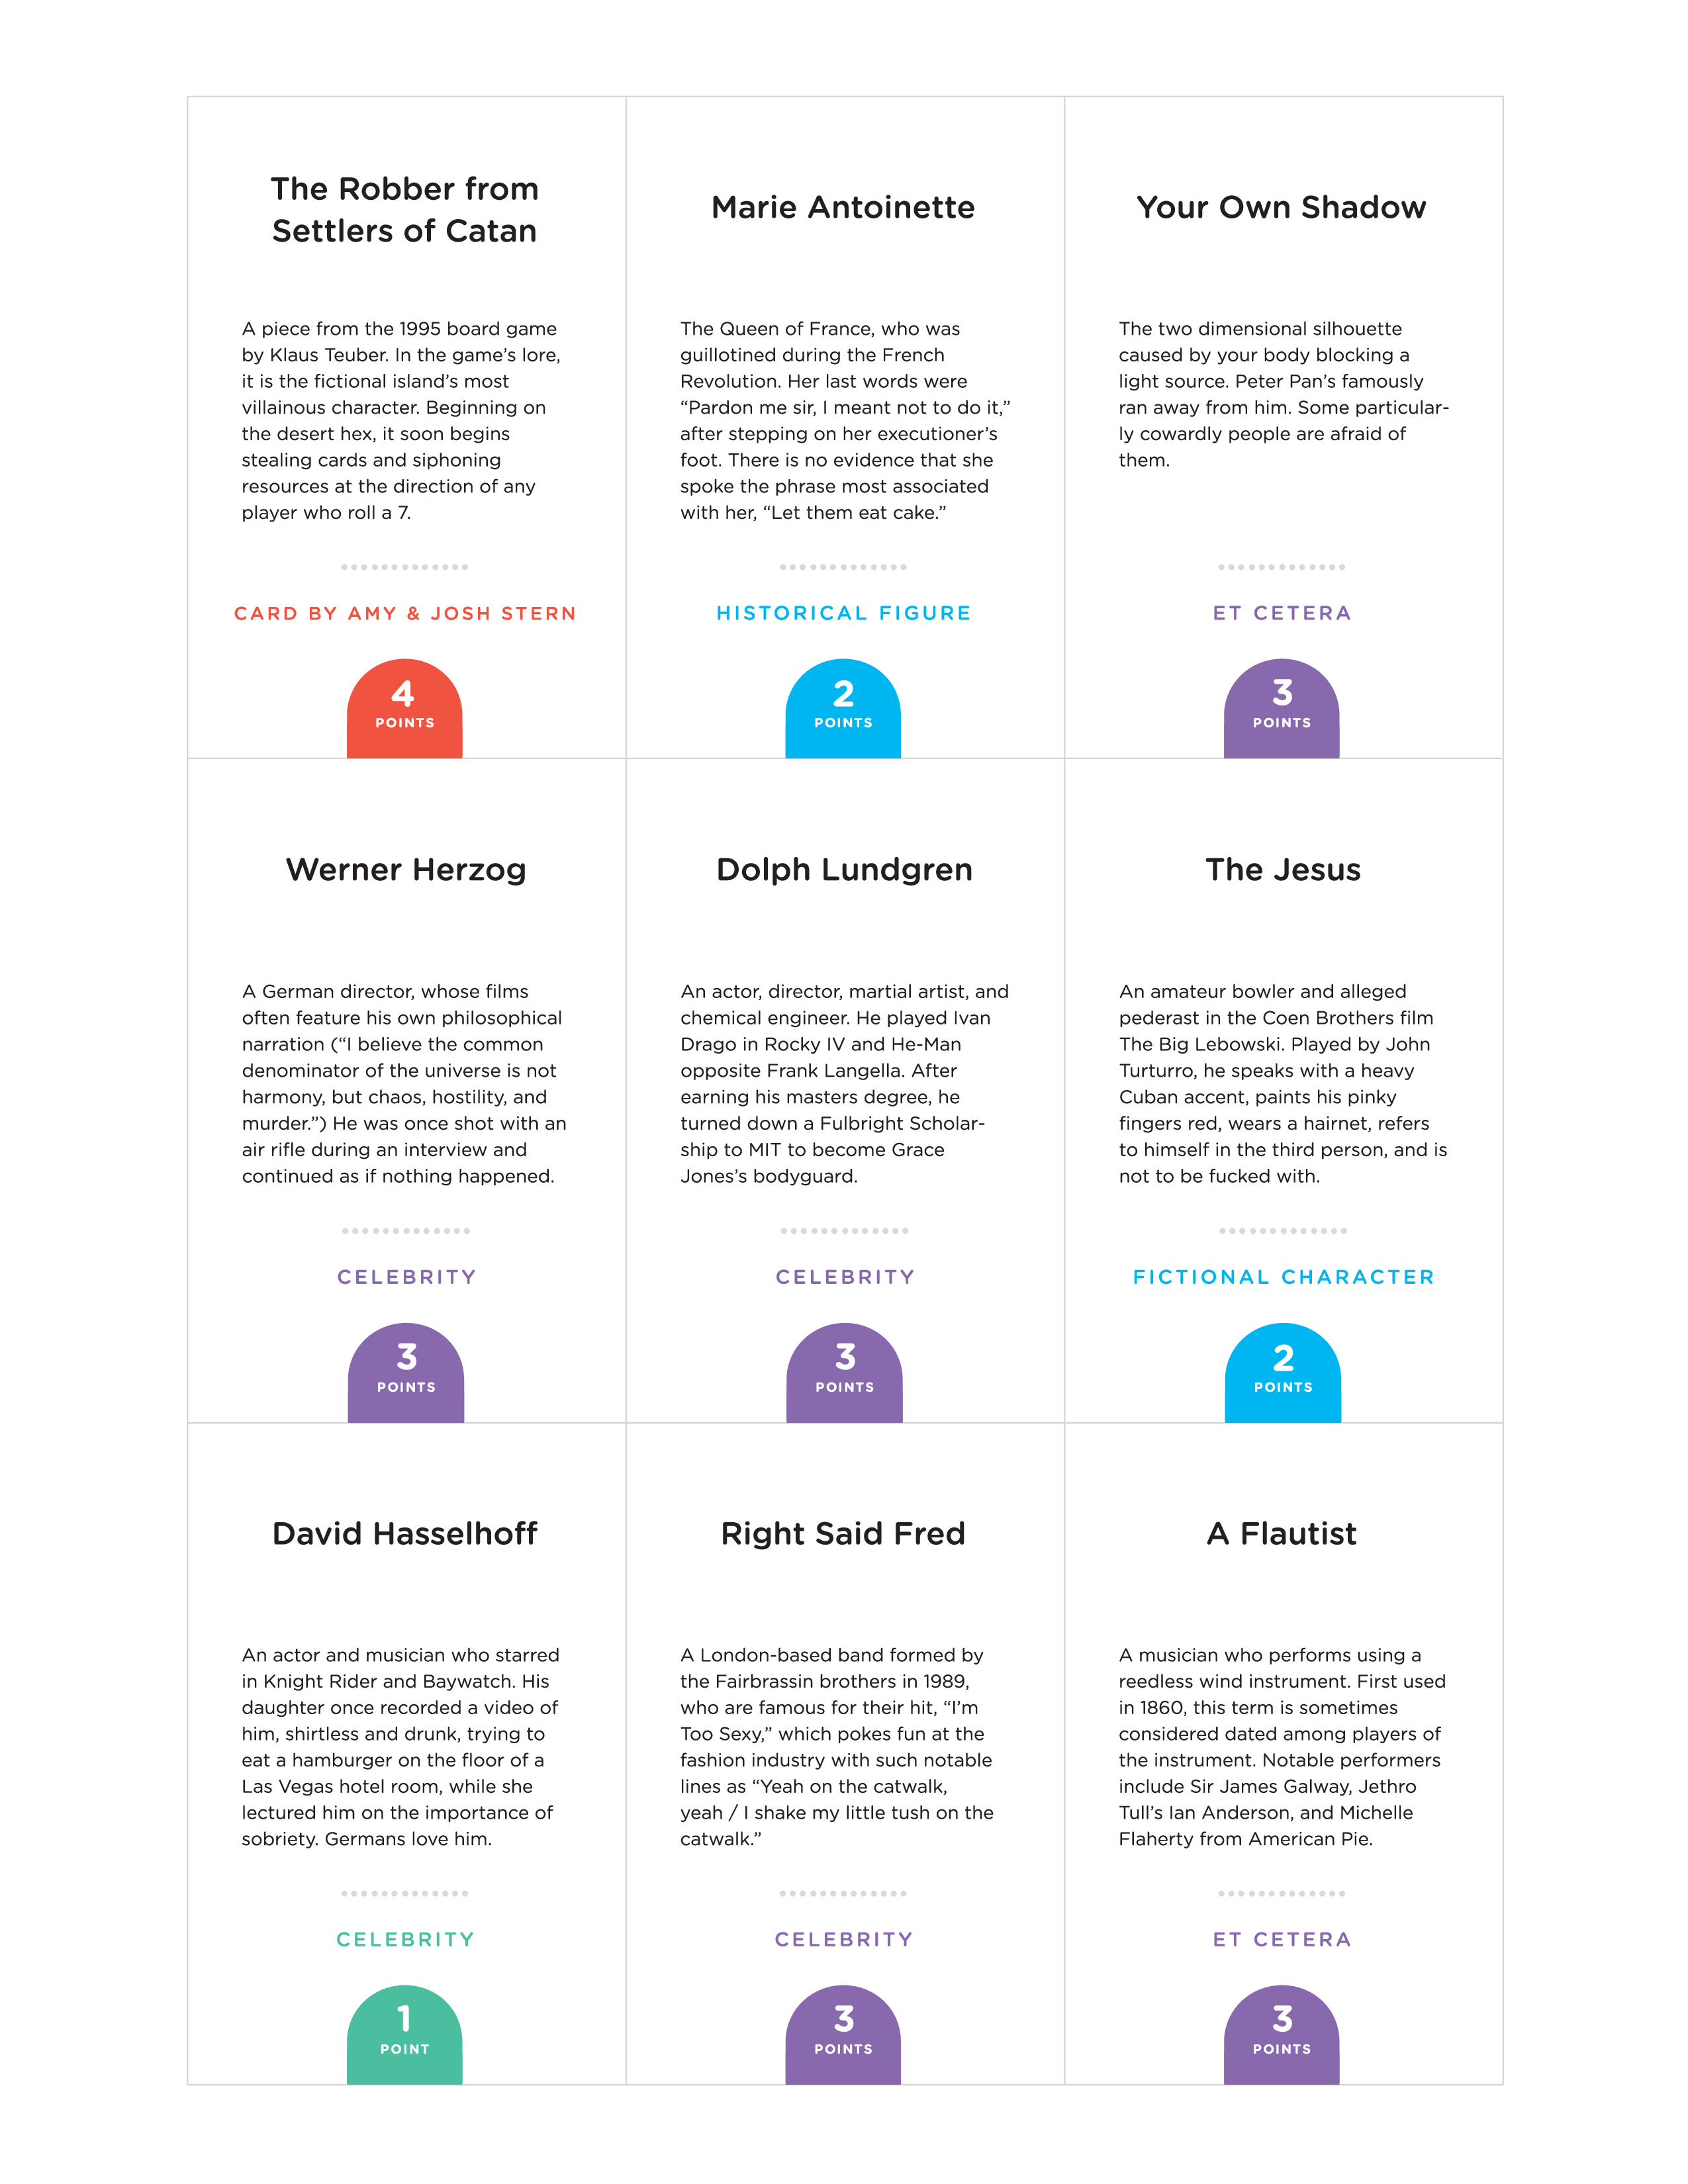 The Robber from
Settlers of Catan
A piece from the 1995 board game
by Klaus Teuber. In the game’s lore,
it is the fictional island’s most
villainous character. Beginning on
the desert hex, it soon begins
stealing cards and siphoning
resources at the direction of any
player who roll a 7.
CARD BY AMY & JOSH STERN
4
POINTS
Marie Antoinette
The Queen of France, who was
guillotined during the French
Revolution. Her last words were
“Pardon me sir, I meant not to do it,”
after stepping on her executioner’s
foot. There is no evidence that she
spoke the phrase most associated
with her, “Let them eat cake.”
HISTORICAL FIGURE
2
POINTS
Your Own Shadow
The two dimensional silhouette
caused by your body blocking a
light source. Peter Pan’s famously
ran away from him. Some particular-
ly cowardly people are afraid of
them.
ET CETERA
3
POINTS
Werner Herzog
A German director, whose films
often feature his own philosophical
narration (“I believe the common
denominator of the universe is not
harmony, but chaos, hostility, and
murder.”) He was once shot with an
air rifle during an interview and
continued as if nothing happened.
CELEBRITY
3
POINTS
Dolph Lundgren
An actor, director, martial artist, and
chemical engineer. He played Ivan
Drago in Rocky IV and He-Man
opposite Frank Langella. After
earning his masters degree, he
turned down a Fulbright Scholar-
ship to MIT to become Grace
Jones’s bodyguard.
CELEBRITY
3
POINTS
The Jesus
An amateur bowler and alleged
pederast in the Coen Brothers film
The Big Lebowski. Played by John
Turturro, he speaks with a heavy
Cuban accent, paints his pinky
fingers red, wears a hairnet, refers
to himself in the third person, and is
not to be fucked with.
FICTIONAL CHARACTER
2
POINTS
David Hasselhoff
An actor and musician who starred
in Knight Rider and Baywatch. His
daughter once recorded a video of
him, shirtless and drunk, trying to
eat a hamburger on the floor of a
Las Vegas hotel room, while she
lectured him on the importance of
sobriety. Germans love him.
CELEBRITY
1
POINT
Right Said Fred
A London-based band formed by
the Fairbrassin brothers in 1989,
who are famous for their hit, “I’m
Too Sexy,” which pokes fun at the
fashion industry with such notable
lines as “Yeah on the catwalk,
yeah / I shake my little tush on the
catwalk.”
CELEBRITY
3
POINTS
A Flautist
A musician who performs using a
reedless wind instrument. First used
in 1860, this term is sometimes
considered dated among players of
the instrument. Notable performers
include Sir James Galway, Jethro
Tull’s Ian Anderson, and Michelle
Flaherty from American Pie.
ET CETERA
3
POINTS